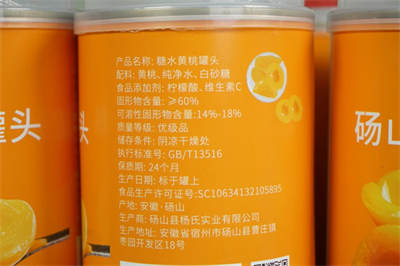 产品名称: 糖水黄桃罐头
配料: 黄桃、纯净水、白砂糖
食品添加剂: 柠檬酸、维生素C
固形物含量: ≥60%
可溶性固形物含量:14%-18%
质量等级: 优级品
储存条件: 阴凉干燥处
执行标准号: GB/T13516
保质期: 24个月
生产日期: 标于罐上
食品生产许可证号:SC10634132105895
产地: 安徽·砀山
生产商: 砀山县杨氏实业有限公司
生产地址: 安徽省宿州市砀山县曹庄镇
枣园开发区18号
罐头
头
砀山